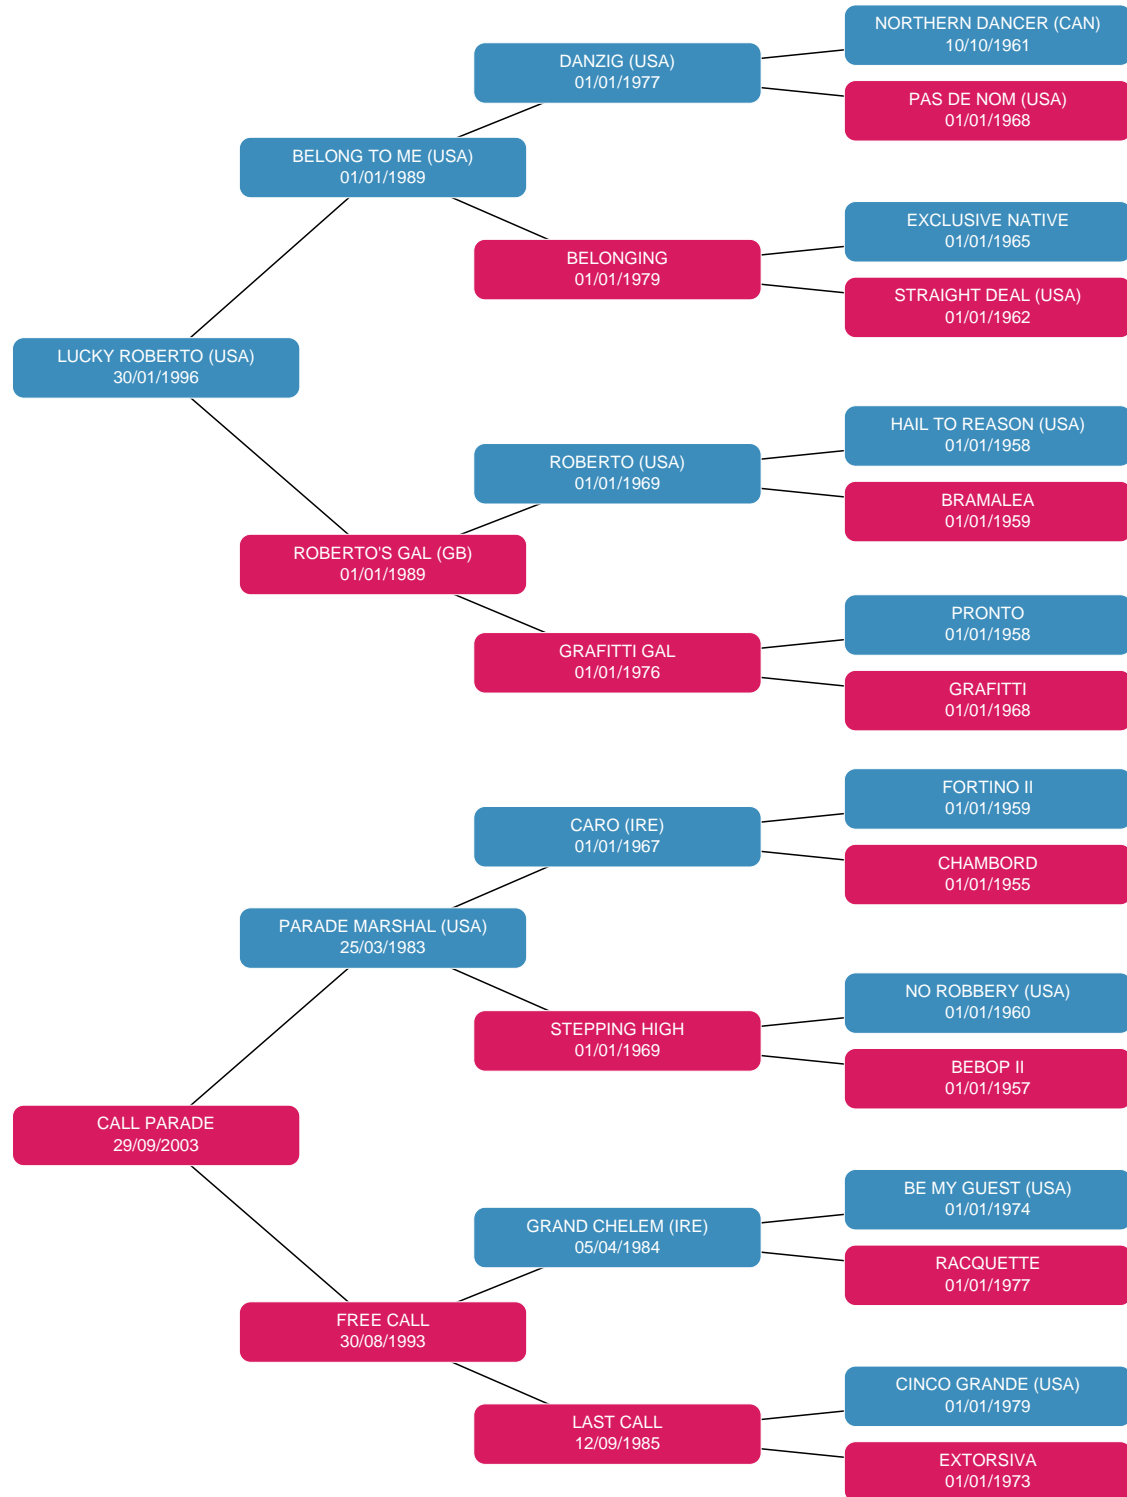 NORTHERN DANCER (CAN)
10/10/1961
DANZIG (USA)
01/01/1977
PAS DE NOM (USA)
01/01/1968
BELONG TO ME (USA)
01/01/1989
EXCLUSIVE NATIVE
01/01/1965
BELONGING
01/01/1979
STRAIGHT DEAL (USA)
01/01/1962
LUCKY ROBERTO (USA)
30/01/1996
HAIL TO REASON (USA)
01/01/1958
ROBERTO (USA)
01/01/1969
BRAMALEA
01/01/1959
ROBERTO'S GAL (GB)
01/01/1989
PRONTO
01/01/1958
GRAFITTI GAL
01/01/1976
GRAFITTI
01/01/1968
FORTINO II
01/01/1959
CARO (IRE)
01/01/1967
CHAMBORD
01/01/1955
PARADE MARSHAL (USA)
25/03/1983
NO ROBBERY (USA)
01/01/1960
STEPPING HIGH
01/01/1969
BEBOP II
01/01/1957
CALL PARADE
29/09/2003
BE MY GUEST (USA)
01/01/1974
GRAND CHELEM (IRE)
05/04/1984
RACQUETTE
01/01/1977
FREE CALL
30/08/1993
CINCO GRANDE (USA)
01/01/1979
LAST CALL
12/09/1985
EXTORSIVA
01/01/1973